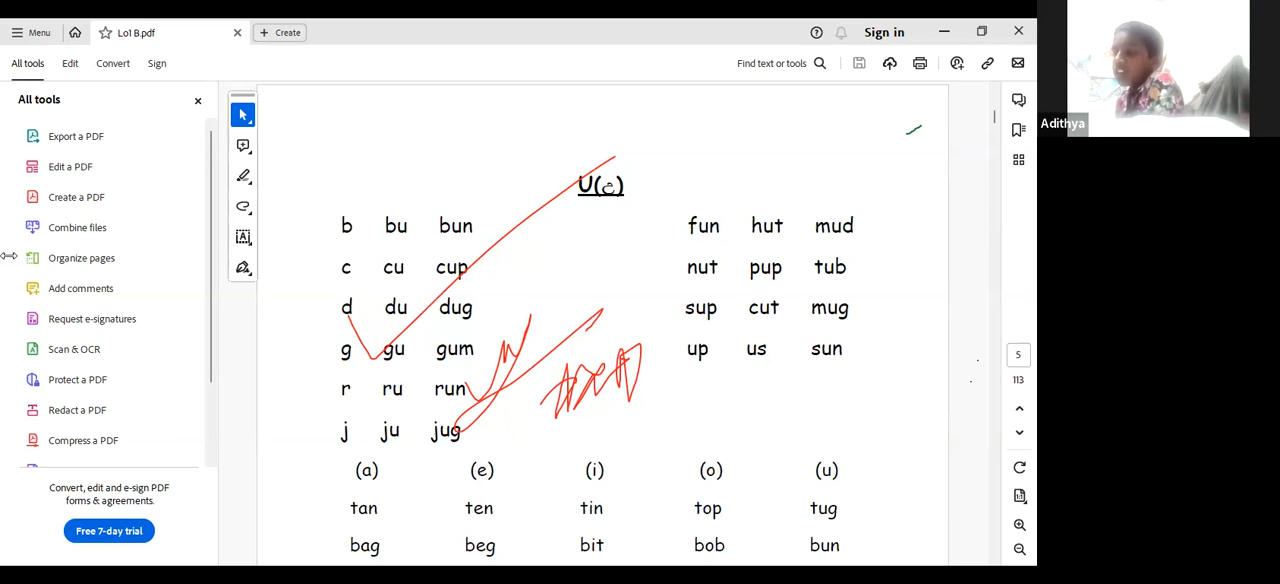 Menu Lo1 B.pdf Create Sign in
All tools Edit Convert Sign Find text or tools
All tools
Export a PDF
Edit a PDF
Create a PDF
Combine files
Organize pages
Add comments
Request e-signatures
Scan & OCR
Protect a PDF
Redact a PDF
Compress a PDF
Convert, edit and e-sign PDF
forms & agreements.
Free 7-day trial
b bu bun fun hut mud
c cu cup nut pup tub
d du dug sup cut mug
g gu gum up us sun
r ru run
j ju jug
(a) (e) (i) (o) (u)
tan ten tin top tug
bag beg bit bob bun
5
113
Adithya